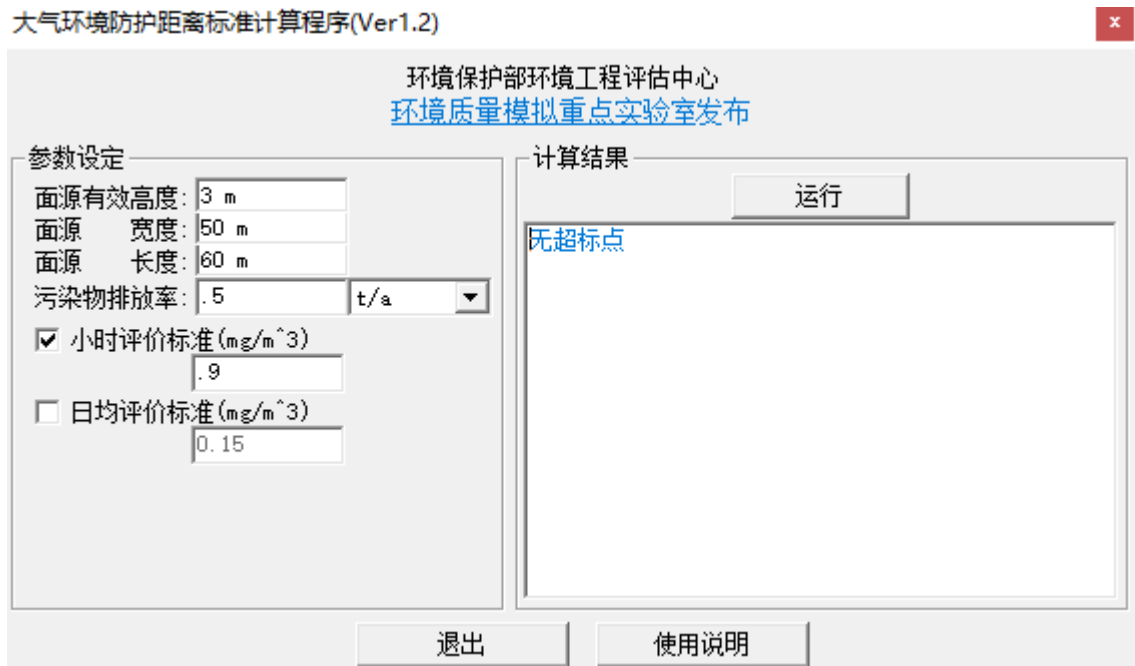 大气环境防护距离标准计算程序(Ver1.2)
x
环境保护部环境工程评估中心
环境质量模拟重点实验室发布
参数设定
面源有效高度: 3 m
面源 宽度: 50 m
面源 长度: 60 m
污染物排放率: .5 t/a
小时评价标准(mg/m^3)
.9
日均评价标准(mg/m^3)
0.15
计算结果
运行
无超标点
退出
使用说明